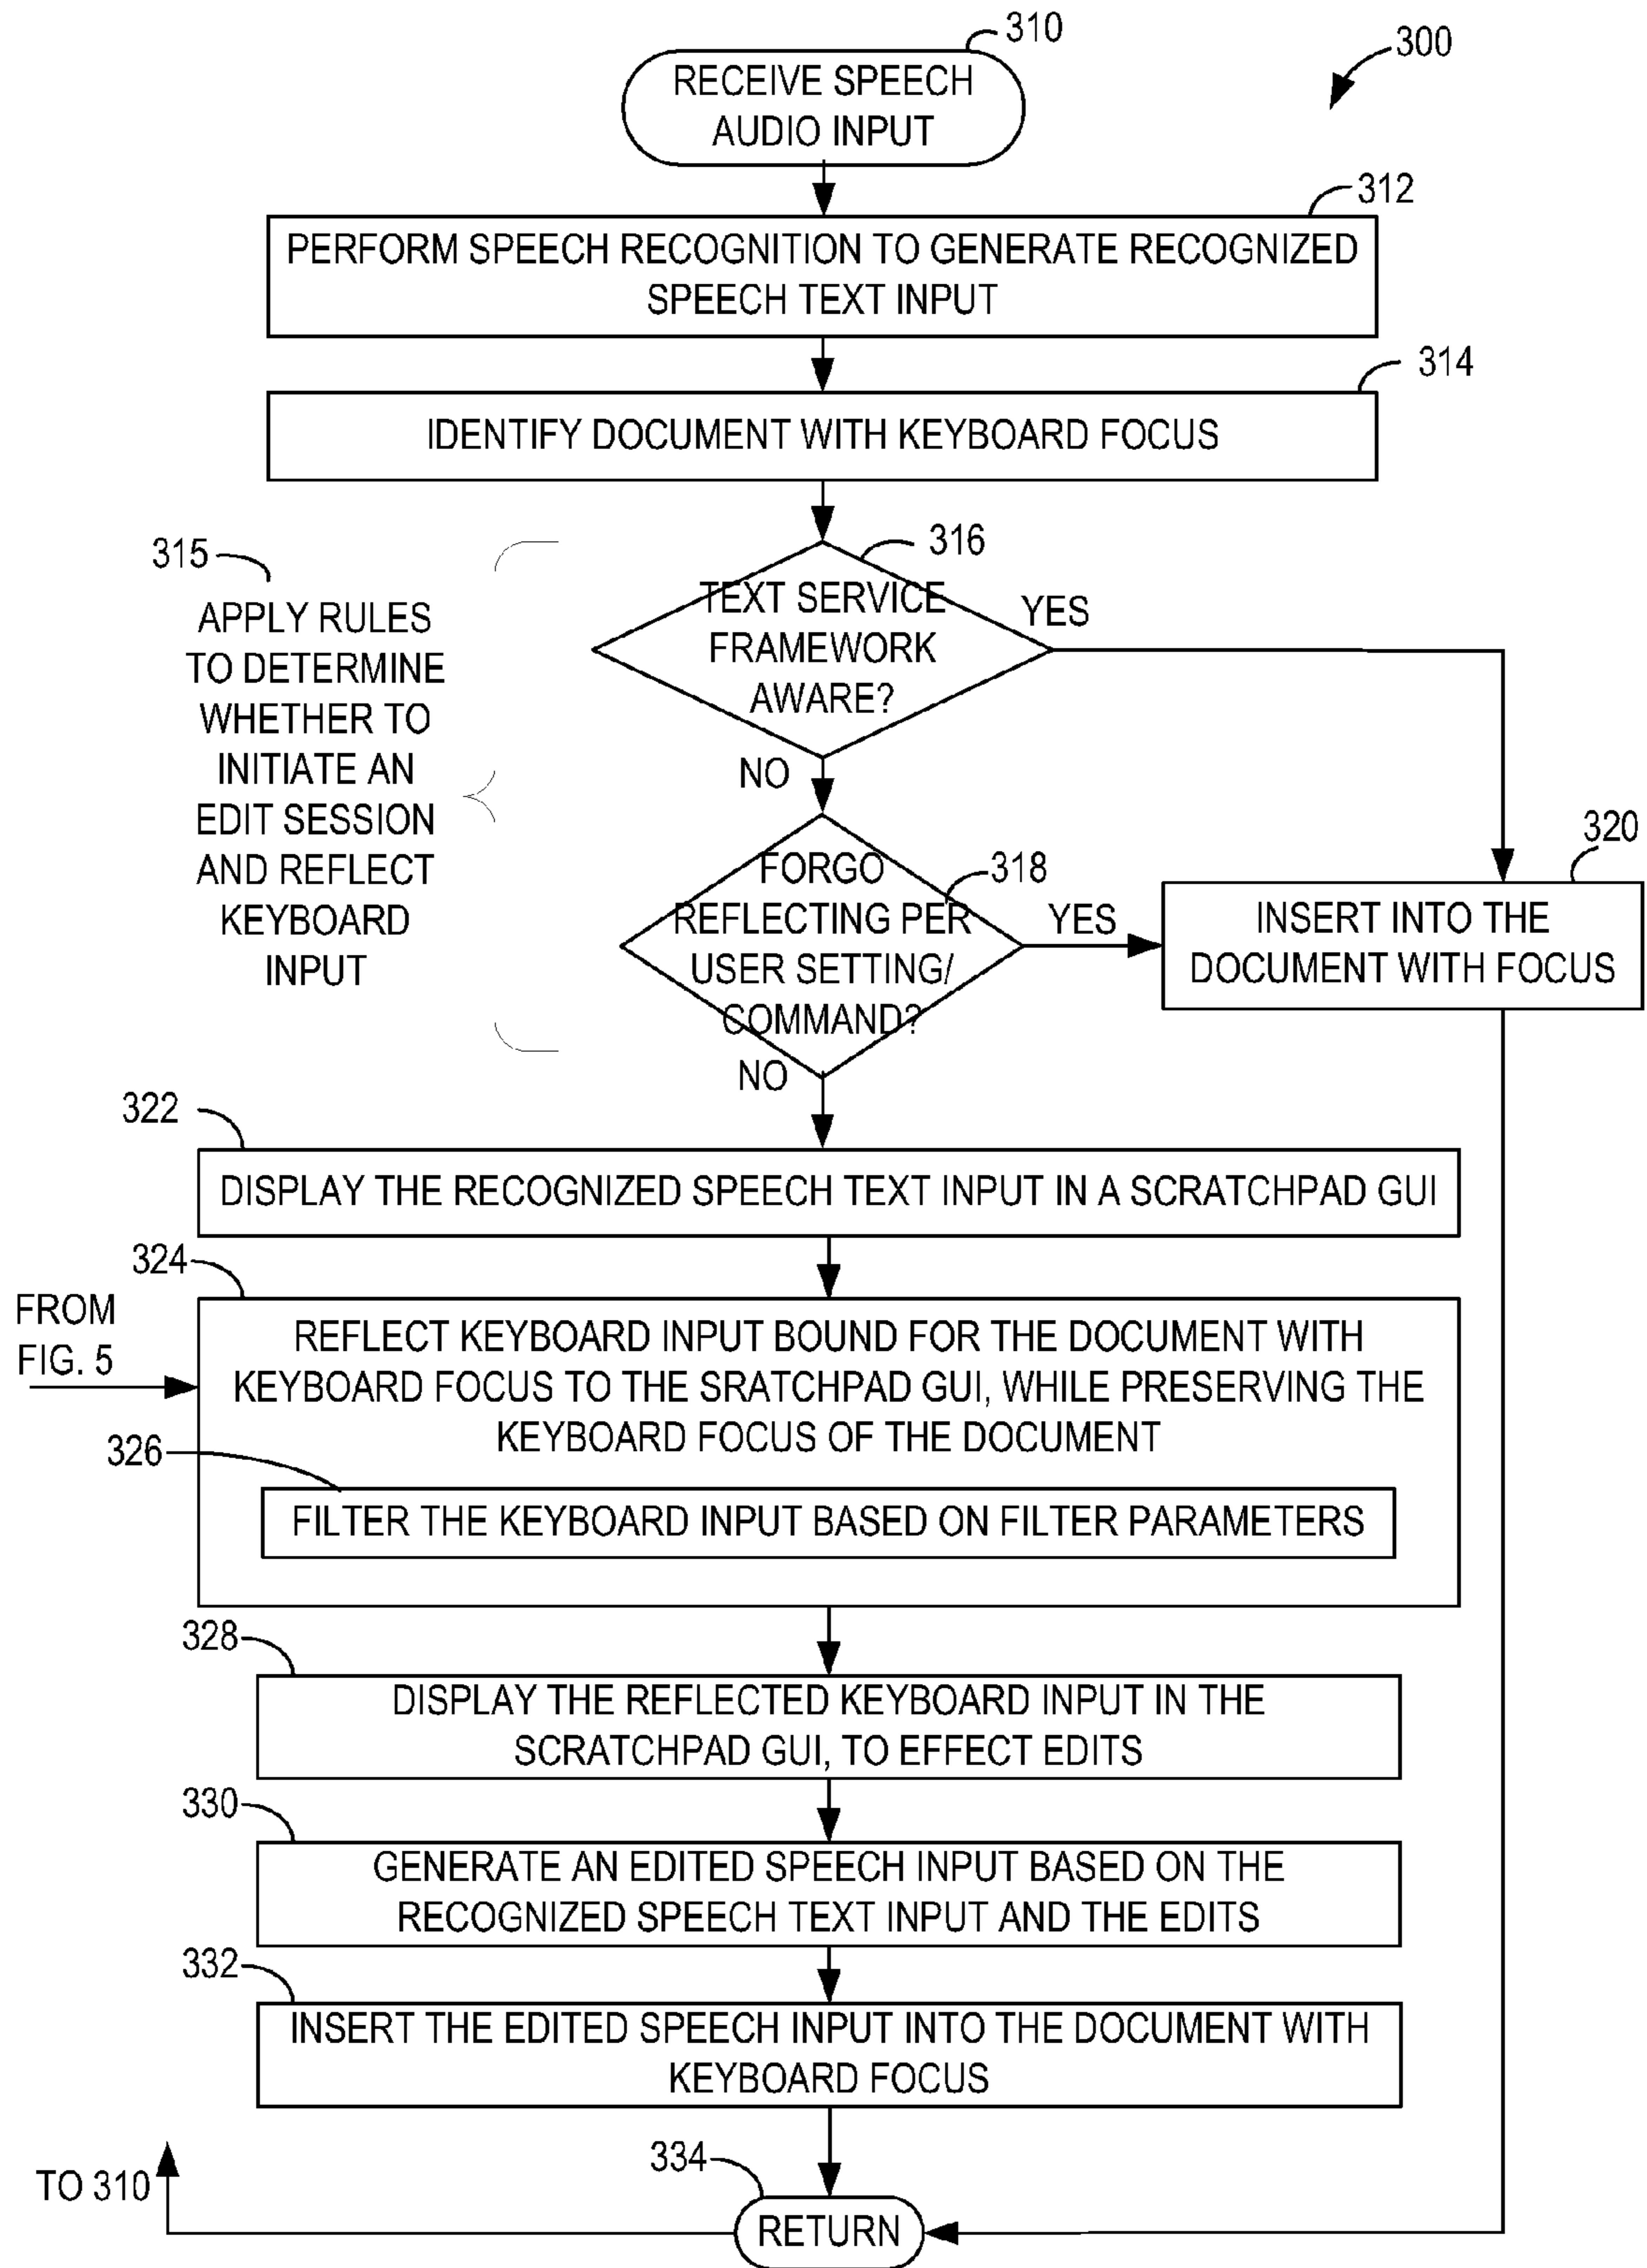 310
300
RECEIVE SPEECH
AUDIO INPUT
312
PERFORM SPEECH RECOGNITION TO GENERATE RECOGNIZED
SPEECH TEXT INPUT
314
IDENTIFY DOCUMENT WITH KEYBOARD FOCUS
315
APPLY RULES
TO DETERMINE
WHETHER TO
INITIATE AN
EDIT SESSION
AND REFLECT
KEYBOARD
INPUT
316
TEXT SERVICE
FRAMEWORK
AWARE?
YES
NO
318
FORGO
REFLECTING PER
USER SETTING/
COMMAND?
YES
NO
320
INSERT INTO THE
DOCUMENT WITH FOCUS
322
DISPLAY THE RECOGNIZED SPEECH TEXT INPUT IN A SCRATCHPAD GUI
324
FROM
FIG. 5
REFLECT KEYBOARD INPUT BOUND FOR THE DOCUMENT WITH
KEYBOARD FOCUS TO THE SRATCHPAD GUI, WHILE PRESERVING THE
KEYBOARD FOCUS OF THE DOCUMENT
326
FILTER THE KEYBOARD INPUT BASED ON FILTER PARAMETERS
328
DISPLAY THE REFLECTED KEYBOARD INPUT IN THE
SCRATCHPAD GUI, TO EFFECT EDITS
330
GENERATE AN EDITED SPEECH INPUT BASED ON THE
RECOGNIZED SPEECH TEXT INPUT AND THE EDITS
332
INSERT THE EDITED SPEECH INPUT INTO THE DOCUMENT WITH
KEYBOARD FOCUS
334
TO 310
RETURN